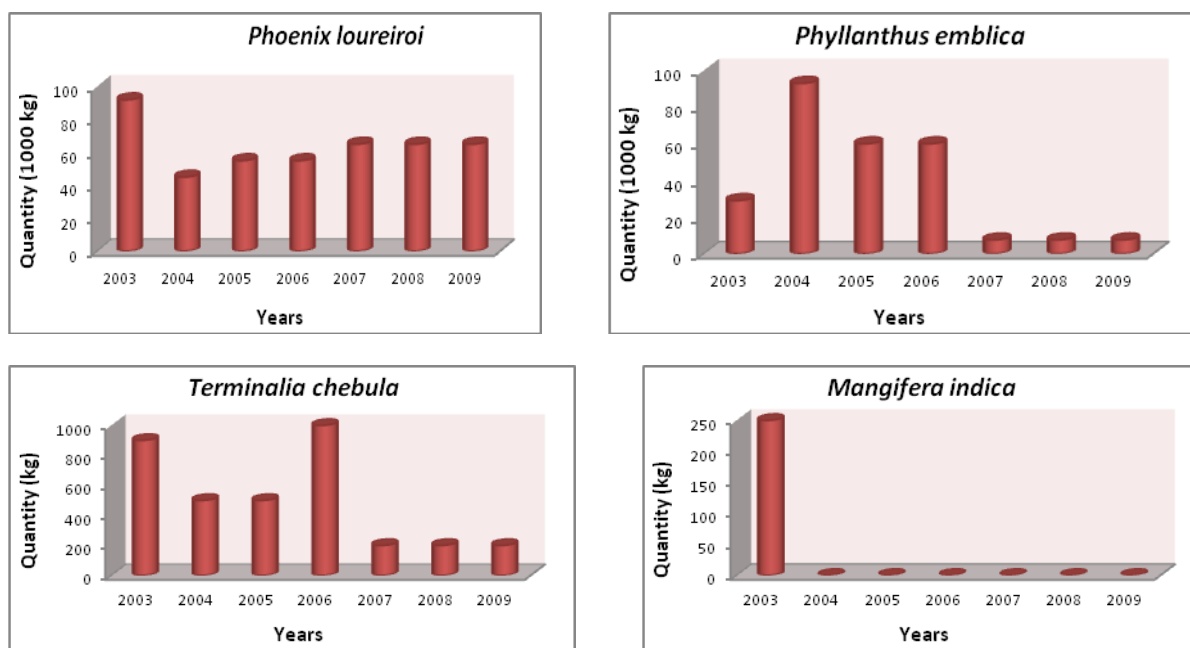 Phoenix loureiroi
Quantity (1000 kg)
100
80
60
40
20
0
2003 2004 2005 2006 2007 2008 2009
Years
Phyllanthus emblica
Quantity (1000 kg)
100
80
60
40
20
0
2003 2004 2005 2006 2007 2008 2009
Years
Terminalia chebula
Quantity (kg)
1000
800
600
400
200
0
2003 2004 2005 2006 2007 2008 2009
Years
Mangifera indica
Quantity (kg)
250
200
150
100
50
0
2003 2004 2005 2006 2007 2008 2009
Years